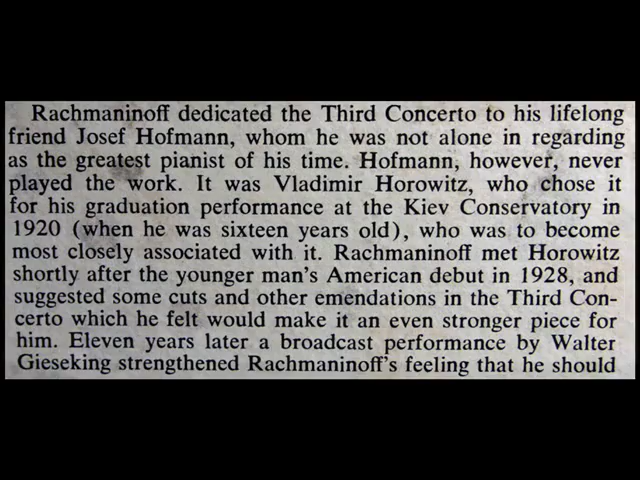 Rachmaninoff dedicated the Third Concerto to his lifelong
friend Josef Hofmann, whom he was not alone in regarding
as the greatest pianist of his time. Hofmann, however, never
played the work. It was Vladimir Horowitz, who chose it
for his graduation performance at the Kiev Conservatory in
1920 (when he was sixteen years old), who was to become
most closely associated with it. Rachmaninoff met Horowitz
shortly after the younger man's American debut in 1928, and
suggested some cuts and other emendations in the Third Con-
certo which he felt would make it an even stronger piece for
him. Eleven years later a broadcast performance by Walter
Gieseking strengthened Rachmaninoff's feeling that he should